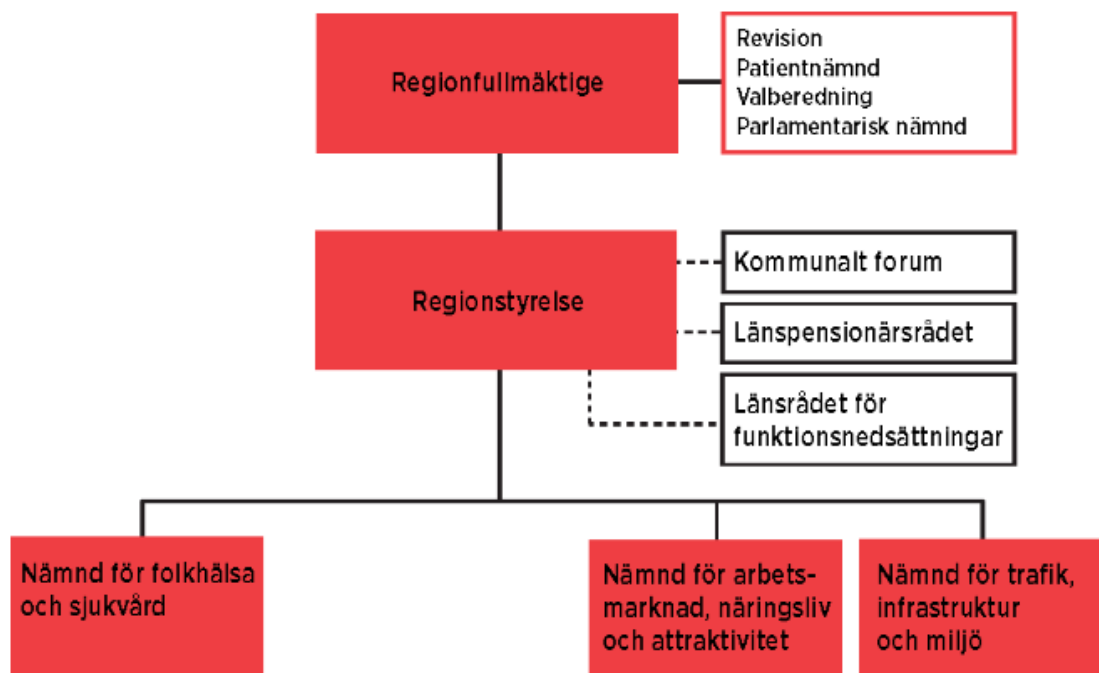 Regionfullmäktige
Revision
Patientnämnd
Valberedning
Parlamentarisk nämnd
Regionstyrelse
Kommunalt forum
Länspensionärsrådet
Länsrådet för
funktionsnedsättningar
Nämnd för folkhälsa
och sjukvård
Nämnd för arbets-
marknad, näringsliv
och attraktivitet
Nämnd för trafik,
infrastruktur
och miljö